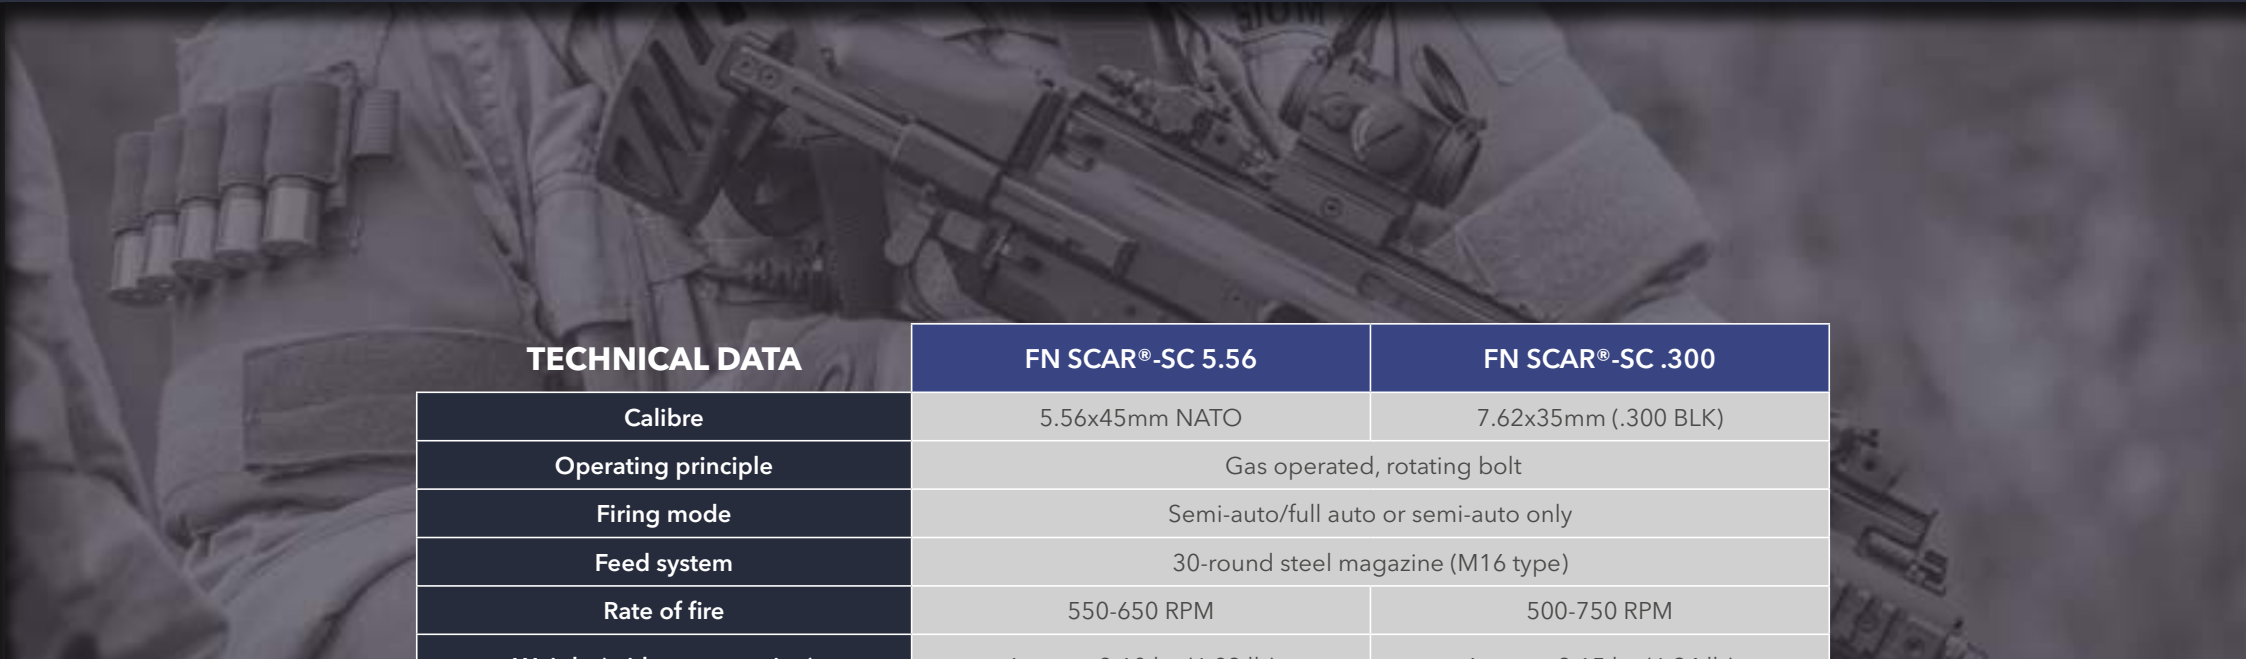 TECHNICAL DATA FN SCAR®-SC 5.56 FN SCAR®-SC .300
Calibre 5.56x45mm NATO 7.62x35mm (.300 BLK)
Operating principle Gas operated, rotating bolt
Firing mode Semi-auto/full auto or semi-auto only
Feed system 30-round steel magazine (M16 type)
Rate of fire 550-650 RPM 500-750 RPM